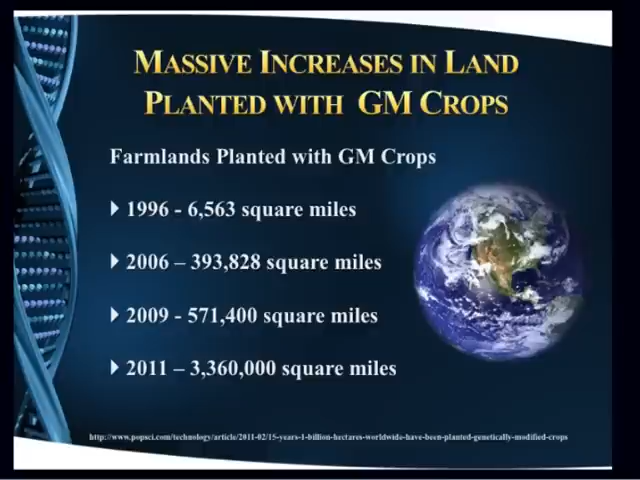 MASSIVE INCREASES IN LAND
PLANTED WITH GM CROPS
Farmlands Planted with GM Crops
1996 - 6,563 square miles
2006 – 393,828 square miles
2009 - 571,400 square miles
2011 – 3,360,000 square miles
http://www.popsci.com/technology/article/2011-02/15-years-1-billion-hectares-worldwide-have-been-planted-genetically-modified-crops